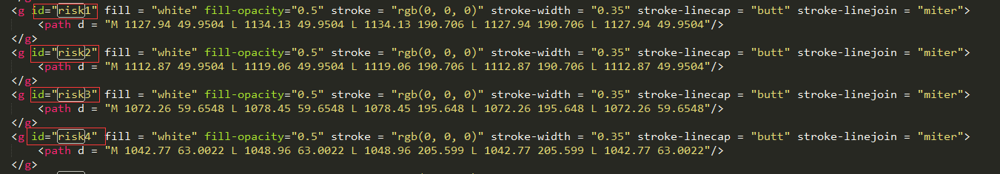 <g id="risk1" fill = "white" fill-opacity="0.5" stroke = "rgb(0, 0, 0)" stroke-width = "0.35" stroke-linecap = "butt" stroke-linejoin = "miter">
<path d = "M 1127.94 49.9504 L 1134.13 49.9504 L 1134.13 190.706 L 1127.94 190.706 L 1127.94 49.9504"/>
</g>
<g id="risk2" fill = "white" fill-opacity="0.5" stroke = "rgb(0, 0, 0)" stroke-width = "0.35" stroke-linecap = "butt" stroke-linejoin = "miter">
<path d = "M 1112.87 49.9504 L 1119.06 49.9504 L 1119.06 190.706 L 1112.87 190.706 L 1112.87 49.9504"/>
</g>
<g id="risk3" fill = "white" fill-opacity="0.5" stroke = "rgb(0, 0, 0)" stroke-width = "0.35" stroke-linecap = "butt" stroke-linejoin = "miter">
<path d = "M 1072.26 59.6548 L 1078.45 59.6548 L 1078.45 195.648 L 1072.26 195.648 L 1072.26 59.6548"/>
</g>
<g id="risk4" fill = "white" fill-opacity="0.5" stroke = "rgb(0, 0, 0)" stroke-width = "0.35" stroke-linecap = "butt" stroke-linejoin = "miter">
<path d = "M 1042.77 63.0022 L 1048.96 63.0022 L 1048.96 205.599 L 1042.77 205.599 L 1042.77 63.0022"/>
</g>